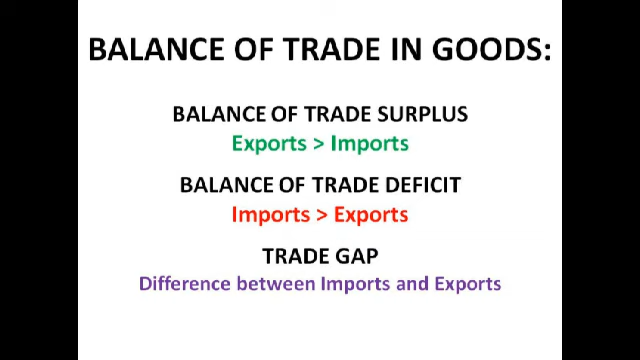 BALANCE OF TRADE IN GOODS:
BALANCE OF TRADE SURPLUS
Exports > Imports
BALANCE OF TRADE DEFICIT
Imports > Exports
TRADE GAP
Difference between Imports and Exports